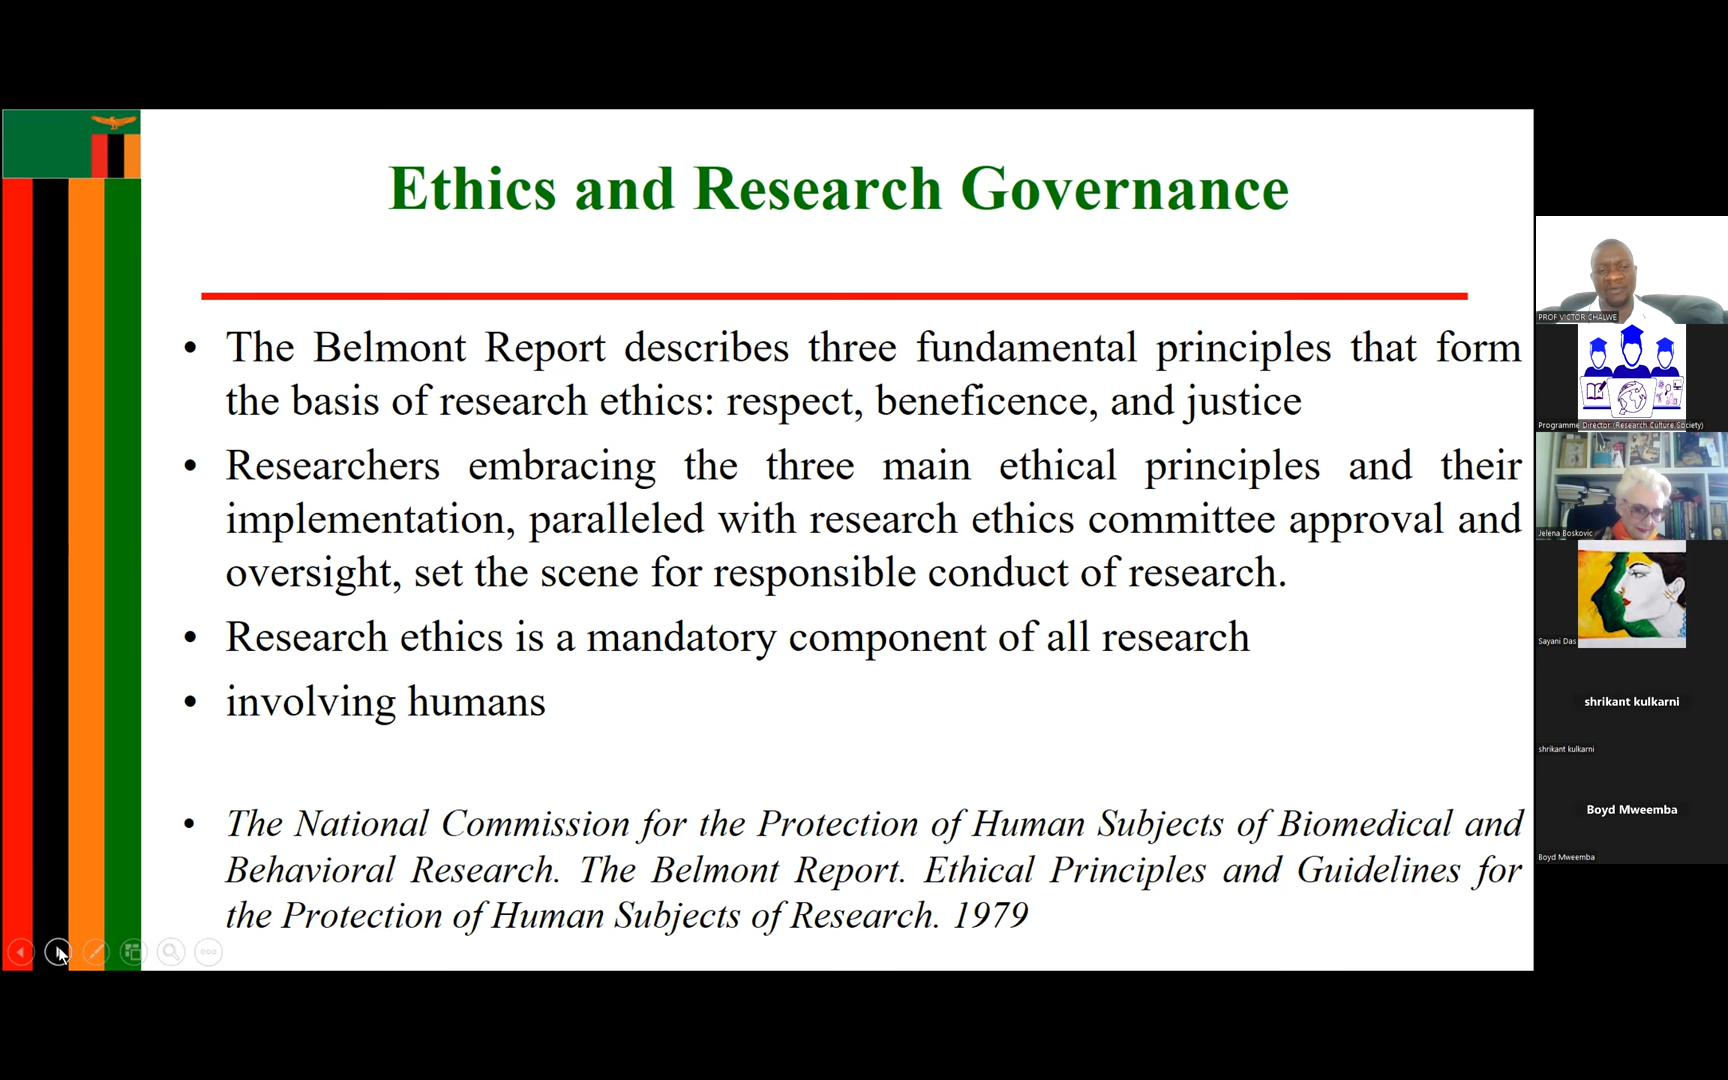 Ethics and Research Governance
• The Belmont Report describes three fundamental principles that form
the basis of research ethics: respect, beneficence, and justice
• Researchers embracing the three main ethical principles and their
implementation, paralleled with research ethics committee approval and
oversight, set the scene for responsible conduct of research.
• Research ethics is a mandatory component of all research
• involving humans
• The National Commission for the Protection of Human Subjects of Biomedical and
Behavioral Research. The Belmont Report. Ethical Principles and Guidelines for
the Protection of Human Subjects of Research. 1979
PROF VICTOR CHALWE
Programme Director (Research Culture Society)
Jelena Boskovic
Sayani Das
shrikant kulkarni
shrikant kulkarni
Boyd Mweemba
Boyd Mweemba